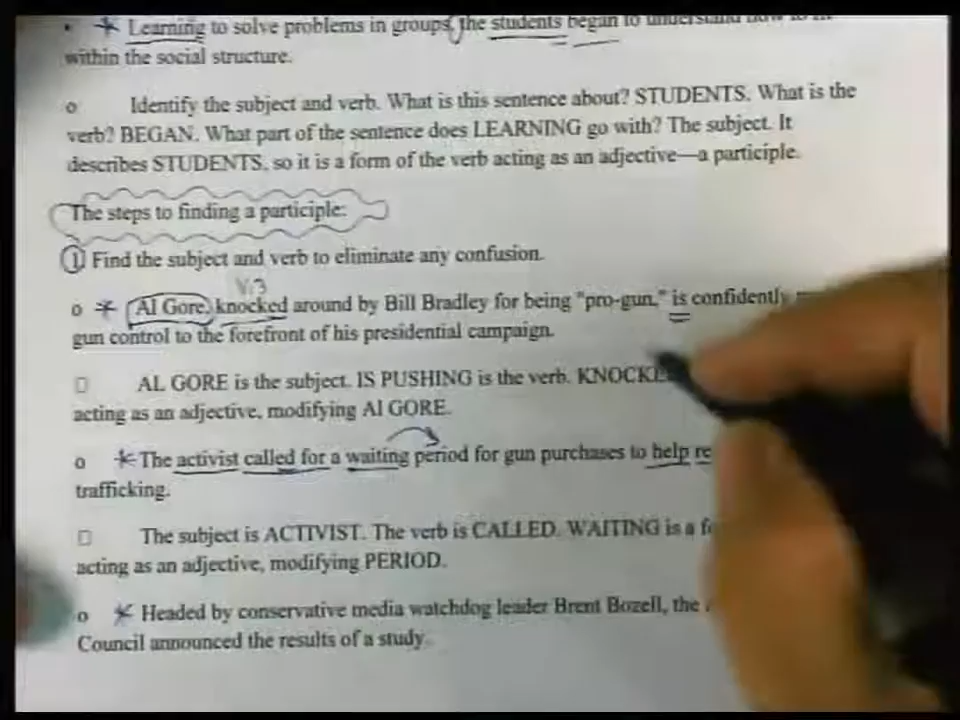 Learning to solve problems in groups, the students began to understand how to
within the social structure.
o Identify the subject and verb. What is this sentence about? STUDENTS. What is the
verb? BEGAN. What part of the sentence does LEARNING go with? The subject. It
describes STUDENTS, so it is a form of the verb acting as an adjective—a participle.
The steps to finding a participle:
1 Find the subject and verb to eliminate any confusion.
V3
o * Al Gore, knocked around by Bill Bradley for being "pro-gun," is confidently
gun control to the forefront of his presidential campaign.
AL GORE is the subject. IS PUSHING is the verb. KNOCKE
acting as an adjective, modifying Al GORE.
o * The activist called for a waiting period for gun purchases to help re
trafficking.
The subject is ACTIVIST. The verb is CALLED. WAITING is a f
acting as an adjective, modifying PERIOD.
o * Headed by conservative media watchdog leader Brent Bozell, the
Council announced the results of a study.